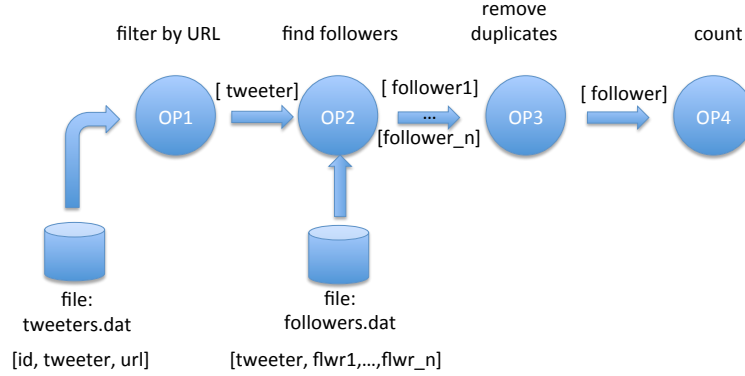 filter by URL
find followers
remove
duplicates
count
OP1
[ tweeter]
OP2
[ follower1]
...
[follower_n]
OP3
[ follower]
OP4
file:
tweeters.dat
[id, tweeter, url]
file:
followers.dat
[tweeter, flwr1,...,flwr_n]